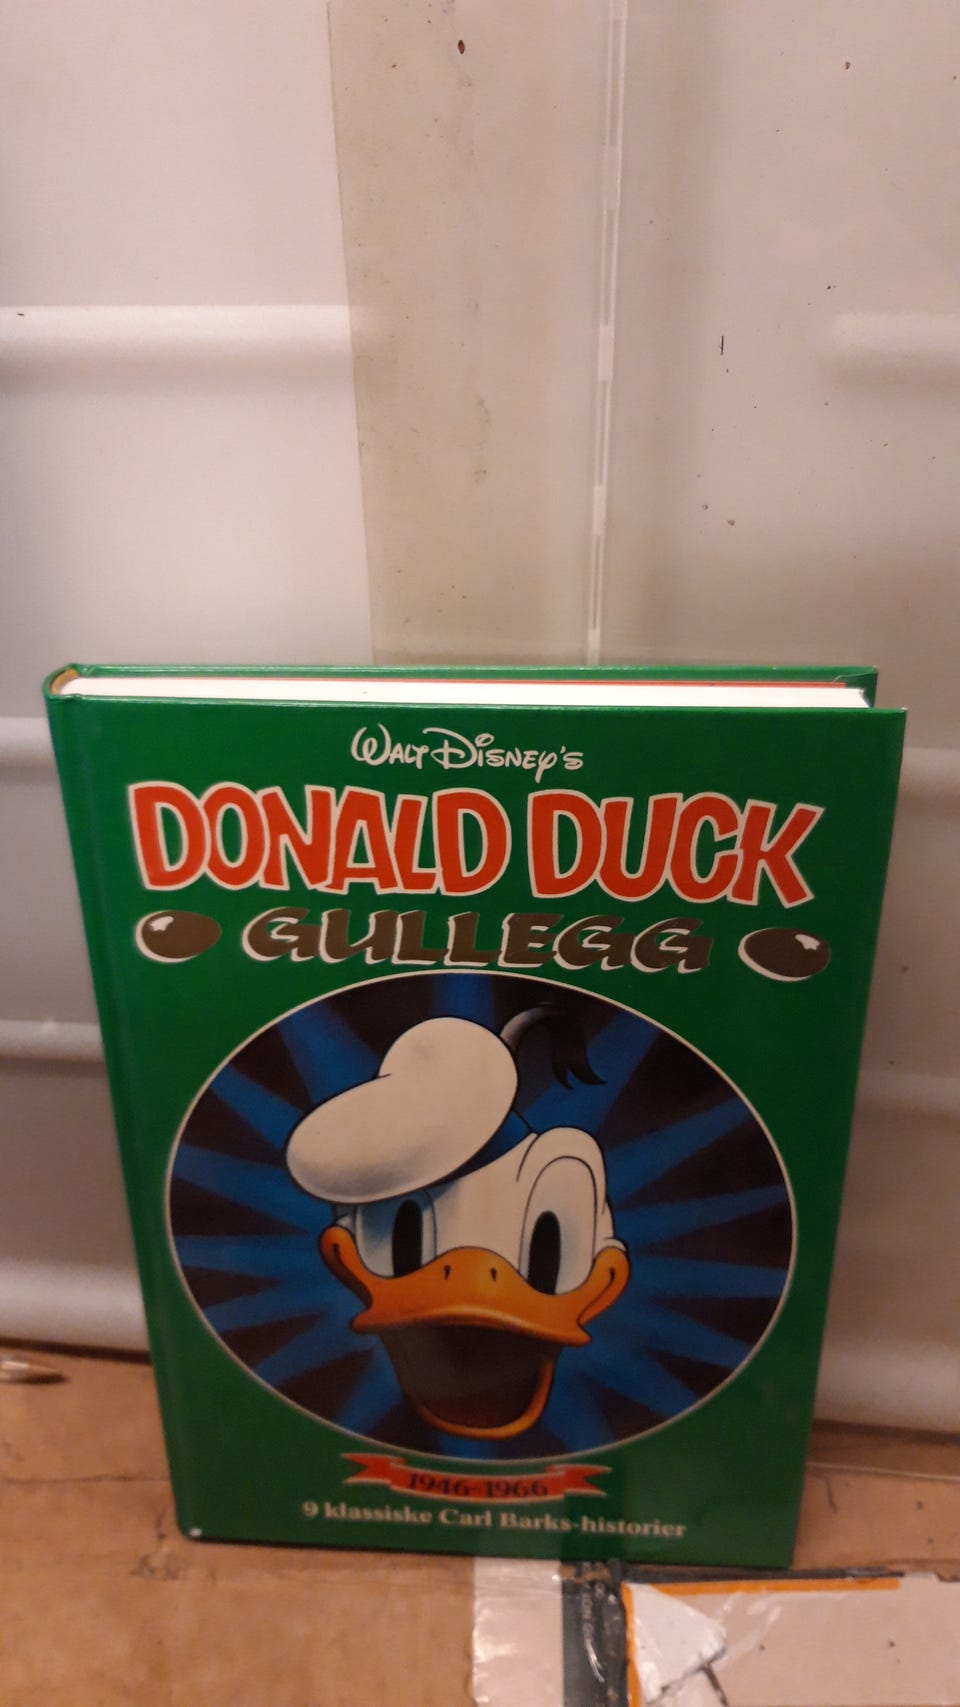 WALT DISNEY'S
DONALD DUCK
GULLEGG
1946-1966
9 klassiske Carl Barks-historier